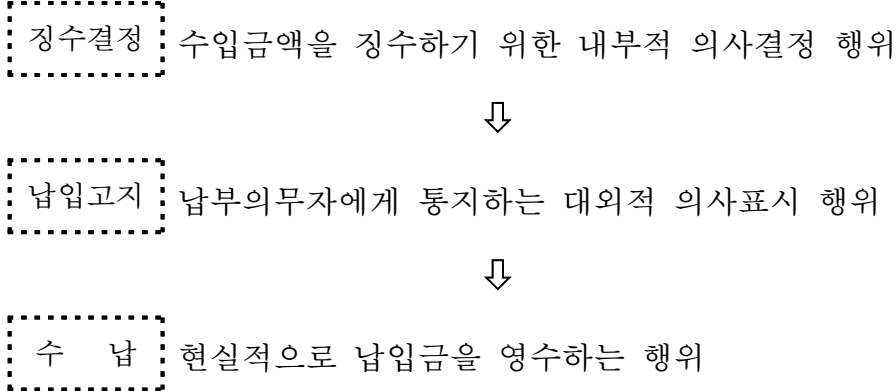 징수결정 수입금액을 징수하기 위한 내부적 의사결정 행위
⇩
납입고지 납부의무자에게 통지하는 대외적 의사표시 행위
⇩
수 납 현실적으로 납입금을 영수하는 행위